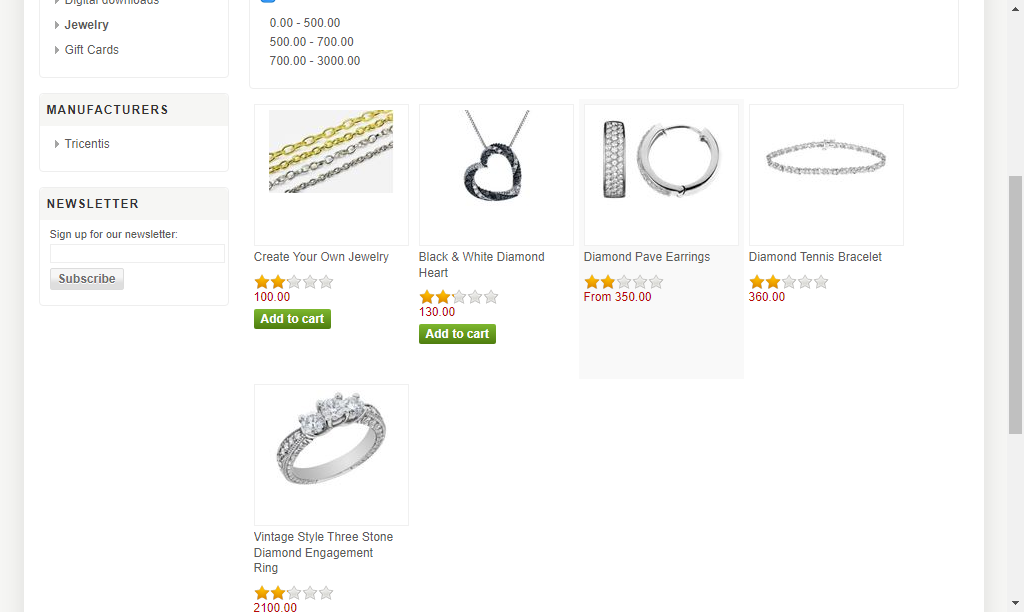 Digital downloads
Jewelry
Gift Cards
MANUFACTURERS
Tricentis
NEWSLETTER
Sign up for our newsletter:
Subscribe
0.00 - 500.00
500.00 - 700.00
700.00 - 3000.00
Create Your Own Jewelry
100.00
Add to cart
Black & White Diamond
Heart
130.00
Add to cart
Diamond Pave Earrings
From 350.00
Diamond Tennis Bracelet
360.00
Vintage Style Three Stone
Diamond Engagement
Ring
2100.00